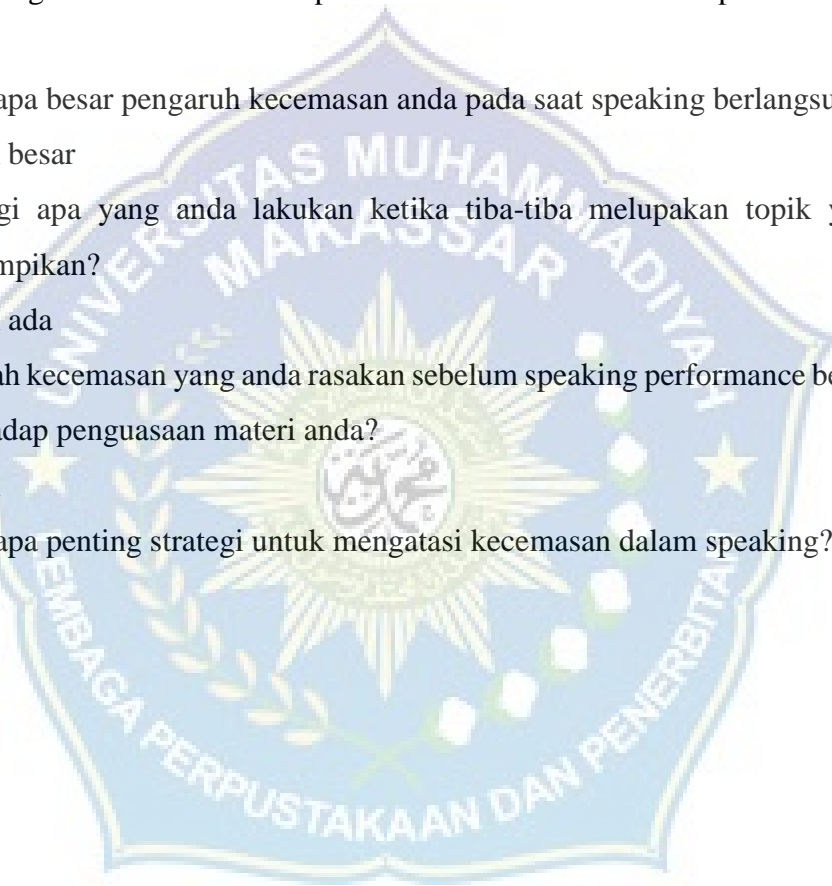 apa besar pengaruh kecemasan anda pada saat speaking berlangsu
besar
gi apa yang anda lakukan ketika tiba-tiba melupakan topik y
mpikan?
ada
ah kecemasan yang anda rasakan sebelum speaking performance be
adap penguasaan materi anda?
apa penting strategi untuk mengatasi kecemasan dalam speaking?
UNIVERSITAS MUHAMMADIYAH
MAKASSAR
LEMBAGA PERPUSTAKAAN DAN PENERBITAN